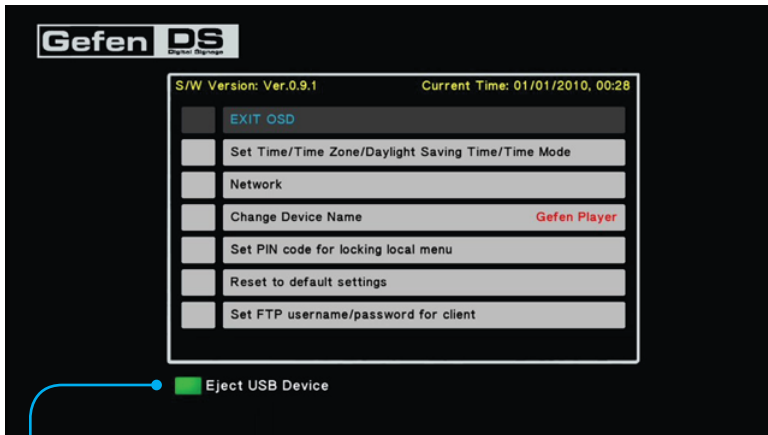 Gefen DS
Digital Signage
S/W Version: Ver.0.9.1 Current Time: 01/01/2010, 00:28
EXIT OSD
Set Time/Time Zone/Daylight Saving Time/Time Mode
Network
Change Device Name Gefen Player
Set PIN code for locking local menu
Reset to default settings
Set FTP username/password for client
Eject USB Device